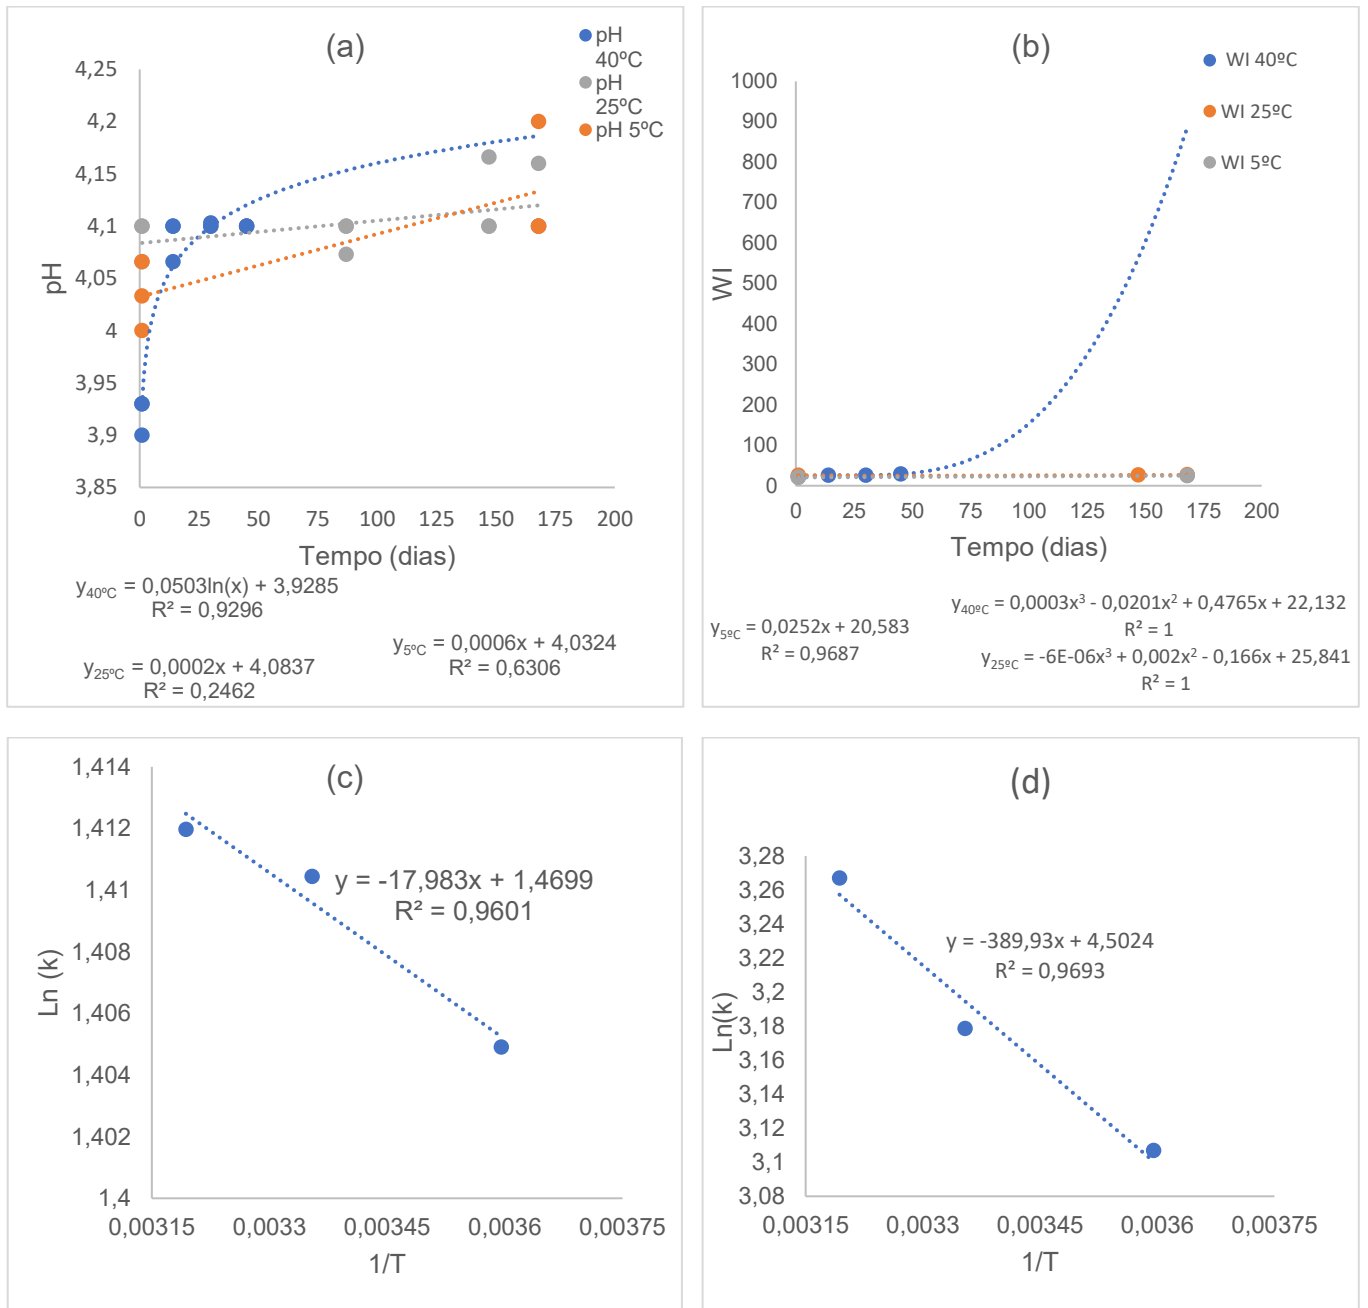 (a)
pH
40ºC
pH
25ºC
pH 5ºC
4,25
4,2
4,15
4,1
4,05
4
3,95
3,9
3,85
pH
0 25 50 75 100 125 150 175 200
Tempo (dias)
y40ºC = 0,0503ln(x) + 3,9285
R² = 0,9296
y5ºC = 0,0006x + 4,0324
R² = 0,6306
y25ºC = 0,0002x + 4,0837
R² = 0,2462
(b)
WI 40ºC
WI 25ºC
WI 5ºC
1000
900
800
700
600
500
400
300
200
100
0
WI
0 25 50 75 100 125 150 175 200
Tempo (dias)
y40ºC = 0,0003x³ - 0,0201x² + 0,4765x + 22,132
R² = 1
y5ºC = 0,0252x + 20,583
R² = 0,9687
y25ºC = -6E-06x³ + 0,002x² - 0,166x + 25,841
R² = 1
(c)
1,414
1,412
1,41
1,408
1,406
1,404
1,402
1,4
Ln (k)
y = -17,983x + 1,4699
R² = 0,9601
0,00315 0,0033 0,00345 0,0036 0,00375
1/T
(d)
3,28
3,26
3,24
3,22
3,2
3,18
3,16
3,14
3,12
3,1
3,08
Ln(k)
y = -389,93x + 4,5024
R² = 0,9693
0,00315 0,0033 0,00345 0,0036 0,00375
1/T